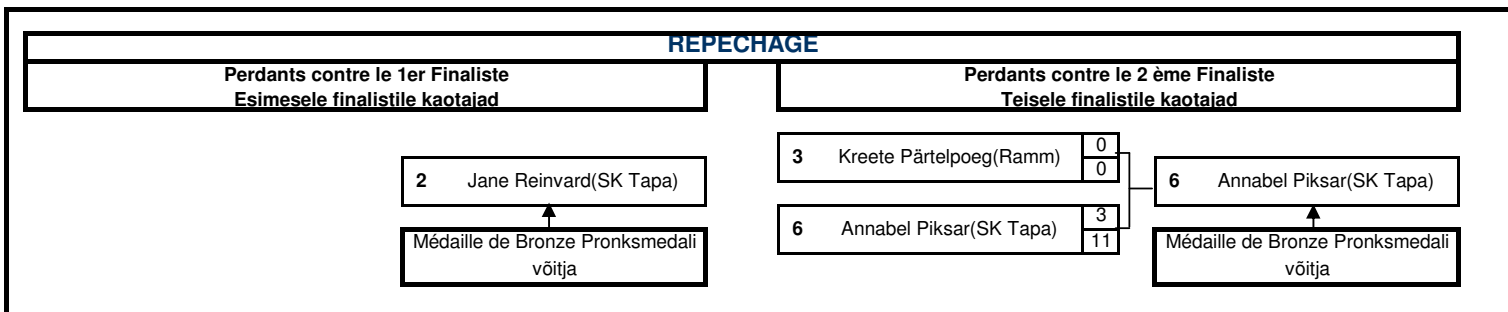 REPECHAGE
Perdants contre le 1er Finaliste
Esimesele finalistile kaotajad
Perdants contre le 2 ème Finaliste
Teisele finalistile kaotajad
2 Jane Reinvard(SK Tapa)
Médaille de Bronze Pronksmedali
võitja
3 Kreete Pärtelpoeg(Ramm) 0
0
6 Annabel Piksar(SK Tapa) 3
11
6 Annabel Piksar(SK Tapa)
Médaille de Bronze Pronksmedali
võitja